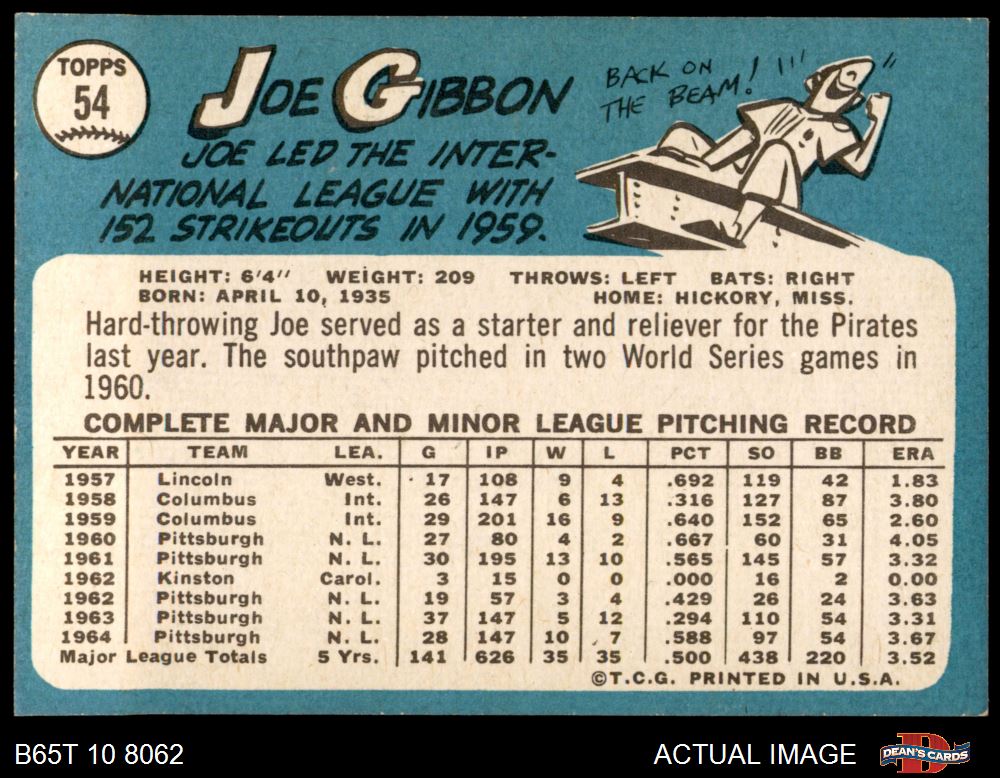 TOPPS
54
JOE GIBBON
JOE LED THE INTER-
NATIONAL LEAGUE WITH
152 STRIKEOUTS IN 1959.
BACK ON
THE BEAM!
HEIGHT: 6'4" WEIGHT: 209 THROWS: LEFT BATS: RIGHT
BORN: APRIL 10, 1935 HOME: HICKORY, MISS.
Hard-throwing Joe served as a starter and reliever for the Pirates
last year. The southpaw pitched in two World Series games in
1960.
COMPLETE MAJOR AND MINOR LEAGUE PITCHING RECORD
YEAR TEAM LEA. G IP W L PCT SO BB ERA
1957 Lincoln West. 17 108 9 4 .692 119 42 1.83
1958 Columbus Int. 26 147 6 13 .316 127 87 3.80
1959 Columbus Int. 29 201 16 9 .640 152 65 2.60
1960 Pittsburgh N. L. 27 80 4 2 .667 60 31 4.05
1961 Pittsburgh N. L. 30 195 13 10 .565 145 57 3.32
1962 Kinston Carol. 3 15 0 0 .000 16 2 0.00
1962 Pittsburgh N. L. 19 57 3 4 .429 26 24 3.63
1963 Pittsburgh N. L. 37 147 5 12 .294 110 54 3.31
1964 Pittsburgh N. L. 28 147 10 7 .588 97 54 3.67
Major League Totals 5 Yrs. 141 626 35 35 .500 438 220 3.52
©T.C.G. PRINTED IN U.S.A.
B65T 10 8062 ACTUAL IMAGE DEAN'S CARDS